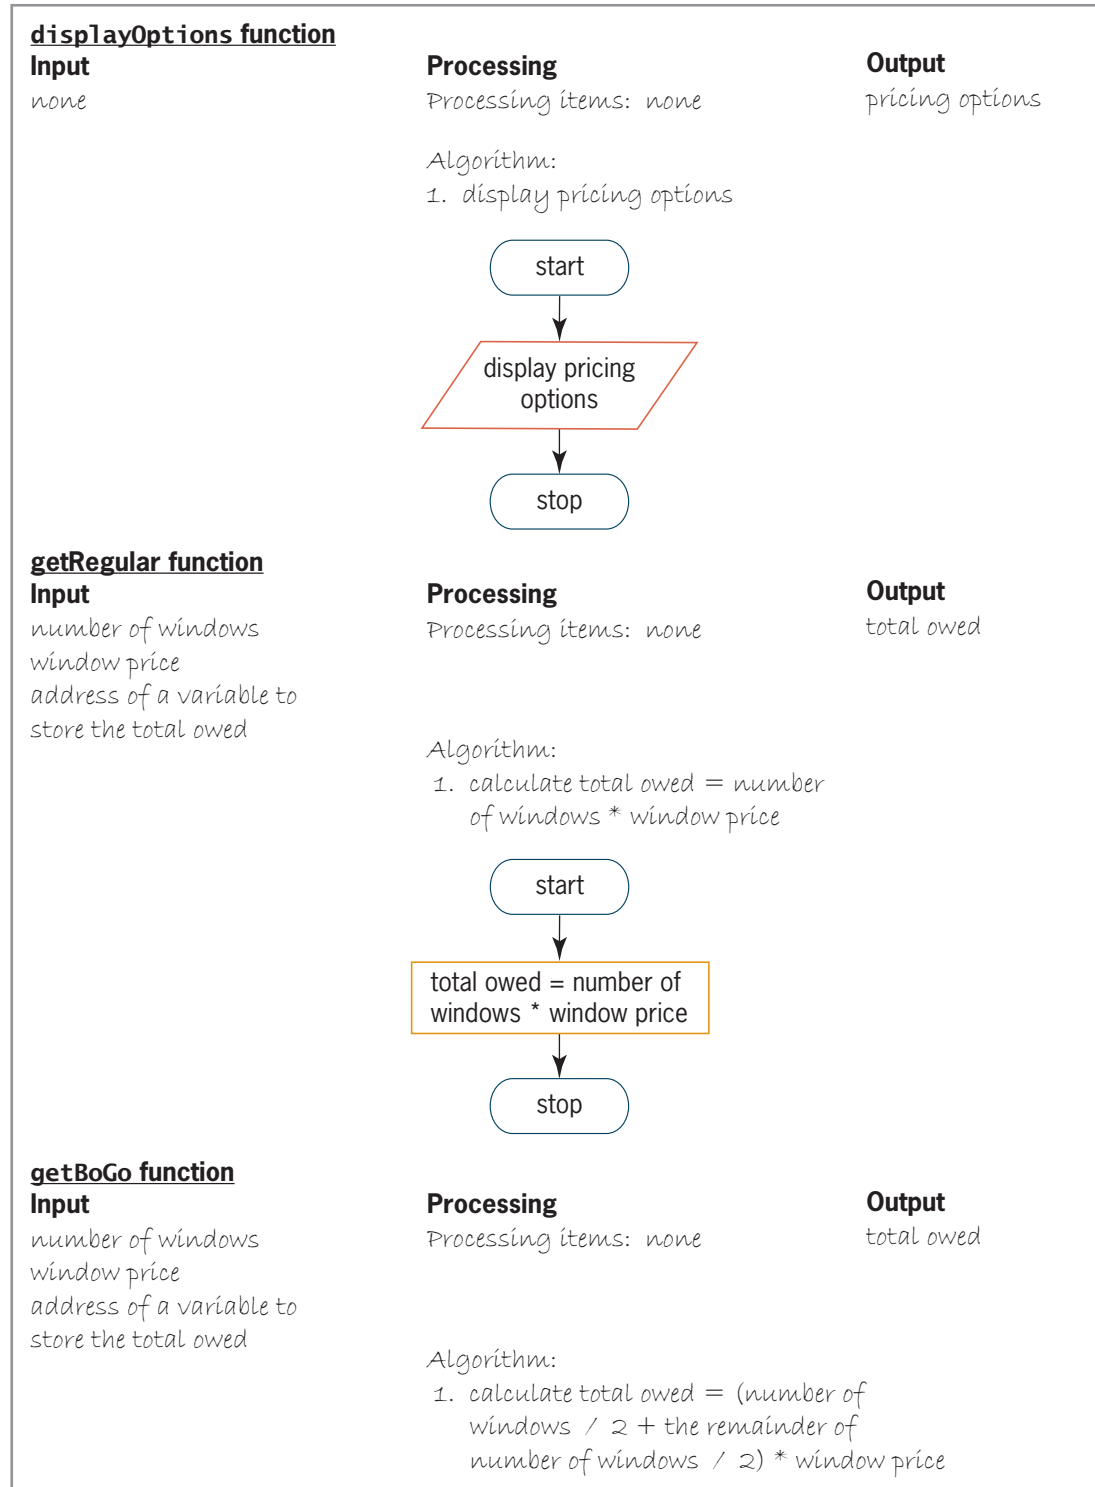 displayOptions function
Input
none
Processing
Processing items: none
Algorithm:
1. display pricing options
Output
pricing options
start
display pricing
options
stop
getRegular function
Input
number of windows
window price
address of a variable to
store the total owed
Processing
Processing items: none
Algorithm:
1. calculate total owed = number
of windows * window price
Output
total owed
start
total owed = number of
windows * window price
stop
getBoGo function
Input
number of windows
window price
address of a variable to
store the total owed
Processing
Processing items: none
Algorithm:
1. calculate total owed = (number of
windows / 2 + the remainder of
number of windows / 2) * window price
Output
total owed